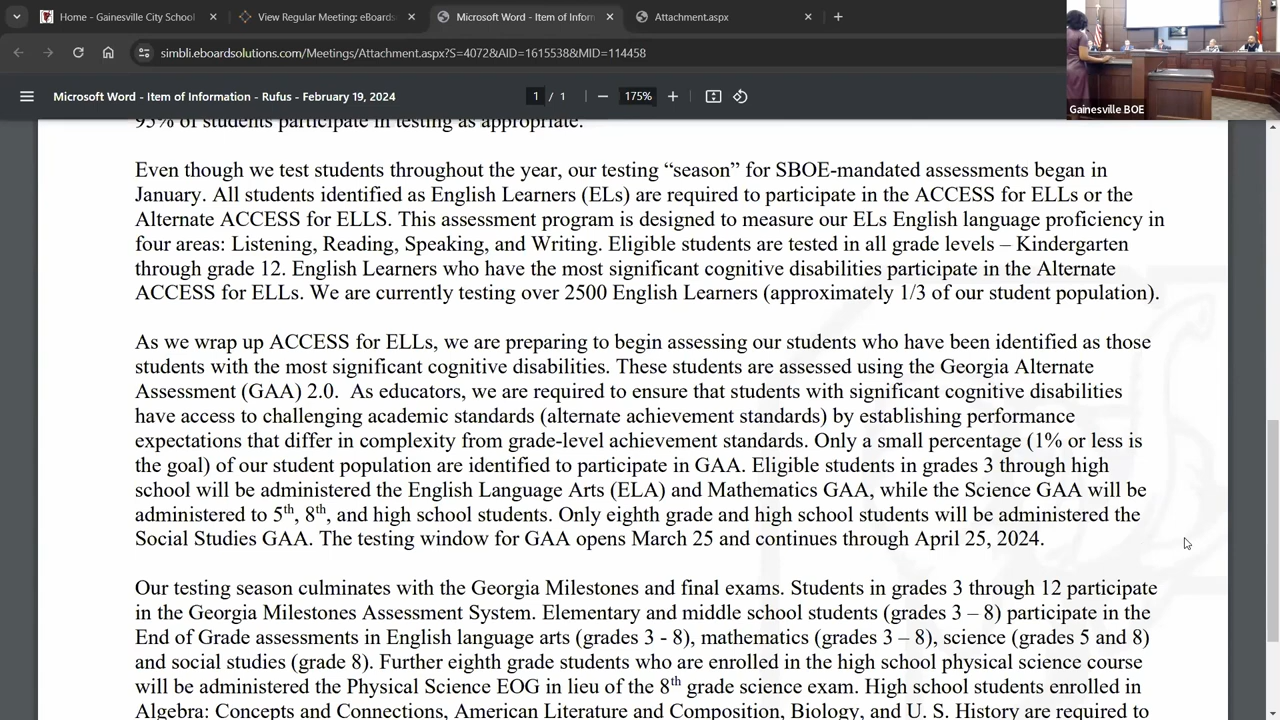 Home - Gainesville City School
View Regular Meeting: eBoards
Microsoft Word - Item of Inform
Attachment.aspx
simbli.eboardsolutions.com/Meetings/Attachment.aspx?S=4072&AID=1615538&MID=114458
Microsoft Word - Item of Information - Rufus - February 19, 2024
1 / 1
175%
Gainesville BOE
95% of students participate in testing as appropriate.
Even though we test students throughout the year, our testing “season” for SBOE-mandated assessments began in
January. All students identified as English Learners (ELs) are required to participate in the ACCESS for ELLs or the
Alternate ACCESS for ELLS. This assessment program is designed to measure our ELs English language proficiency in
four areas: Listening, Reading, Speaking, and Writing. Eligible students are tested in all grade levels – Kindergarten
through grade 12. English Learners who have the most significant cognitive disabilities participate in the Alternate
ACCESS for ELLs. We are currently testing over 2500 English Learners (approximately 1/3 of our student population).
As we wrap up ACCESS for ELLs, we are preparing to begin assessing our students who have been identified as those
students with the most significant cognitive disabilities. These students are assessed using the Georgia Alternate
Assessment (GAA) 2.0. As educators, we are required to ensure that students with significant cognitive disabilities
have access to challenging academic standards (alternate achievement standards) by establishing performance
expectations that differ in complexity from grade-level achievement standards. Only a small percentage (1% or less is
the goal) of our student population are identified to participate in GAA. Eligible students in grades 3 through high
school will be administered the English Language Arts (ELA) and Mathematics GAA, while the Science GAA will be
administered to 5th, 8th, and high school students. Only eighth grade and high school students will be administered the
Social Studies GAA. The testing window for GAA opens March 25 and continues through April 25, 2024.
Our testing season culminates with the Georgia Milestones and final exams. Students in grades 3 through 12 participate
in the Georgia Milestones Assessment System. Elementary and middle school students (grades 3 – 8) participate in the
End of Grade assessments in English language arts (grades 3 - 8), mathematics (grades 3 – 8), science (grades 5 and 8)
and social studies (grade 8). Further eighth grade students who are enrolled in the high school physical science course
will be administered the Physical Science EOG in lieu of the 8th grade science exam. High school students enrolled in
Algebra: Concepts and Connections, American Literature and Composition, Biology, and U. S. History are required to